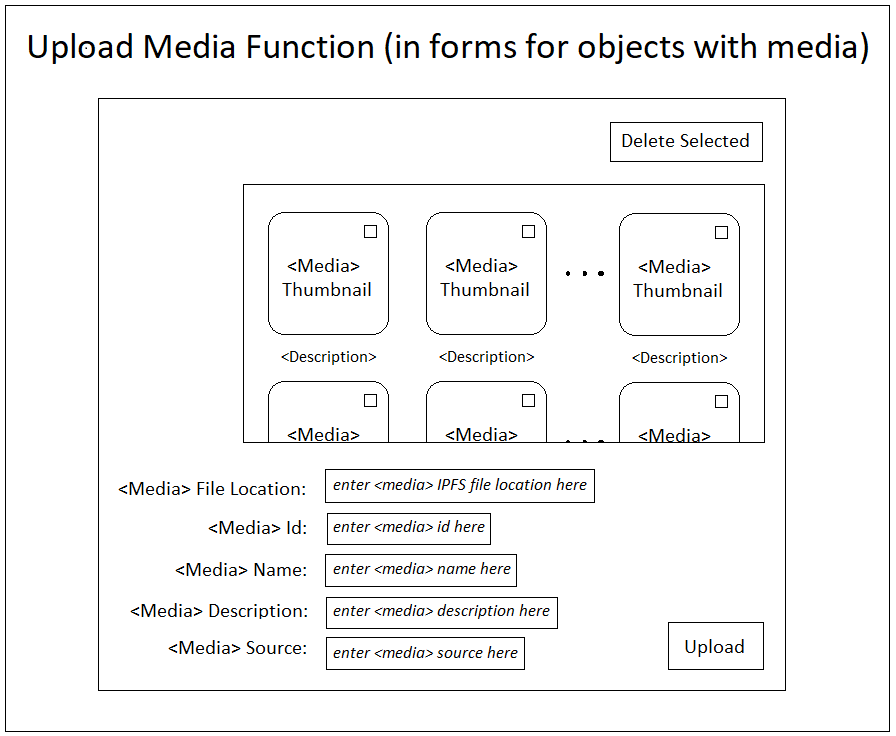 Upload Media Function (in forms for objects with media)
Delete Selected
<Media> <Media> <Media>
Thumbnail Thumbnail • • • Thumbnail
<Description> <Description> <Description>
<Media> <Media> • • • <Media>
<Media> File Location: enter <media> IPFS file location here
<Media> Id: enter <media> id here
<Media> Name: enter <media> name here
<Media> Description: enter <media> description here
<Media> Source: enter <media> source here
Upload